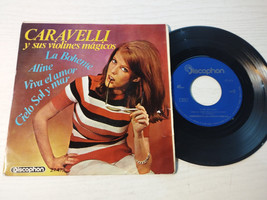 CARAVELLI
y sus violines mágicos
La Bohème
Aline
Viva el amor
Cielo Sol y mar
Discophon
Discophon